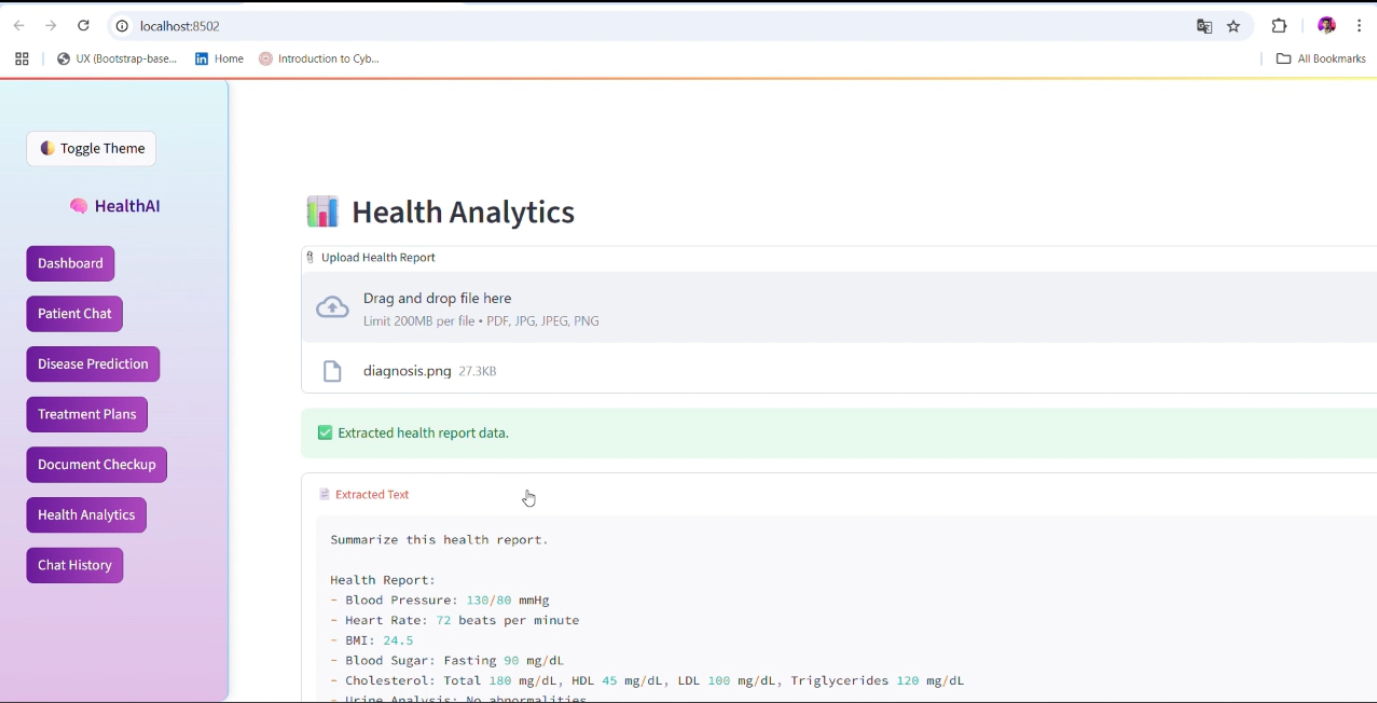 localhost:8502
UX (Bootstrap-base...
Home
Introduction to Cyb...
All Bookmarks
Toggle Theme
HealthAI
Dashboard
Patient Chat
Disease Prediction
Treatment Plans
Document Checkup
Health Analytics
Chat History
Health Analytics
Upload Health Report
Drag and drop file here
Limit 200MB per file • PDF, JPG, JPEG, PNG
diagnosis.png 27.3KB
Extracted health report data.
Extracted Text
Summarize this health report.
Health Report:
- Blood Pressure: 130/80 mmHg
- Heart Rate: 72 beats per minute
- BMI: 24.5
- Blood Sugar: Fasting 90 mg/dL
- Cholesterol: Total 180 mg/dL, HDL 45 mg/dL, LDL 100 mg/dL, Triglycerides 120 mg/dL
- Urine Analysis: No abnormalities